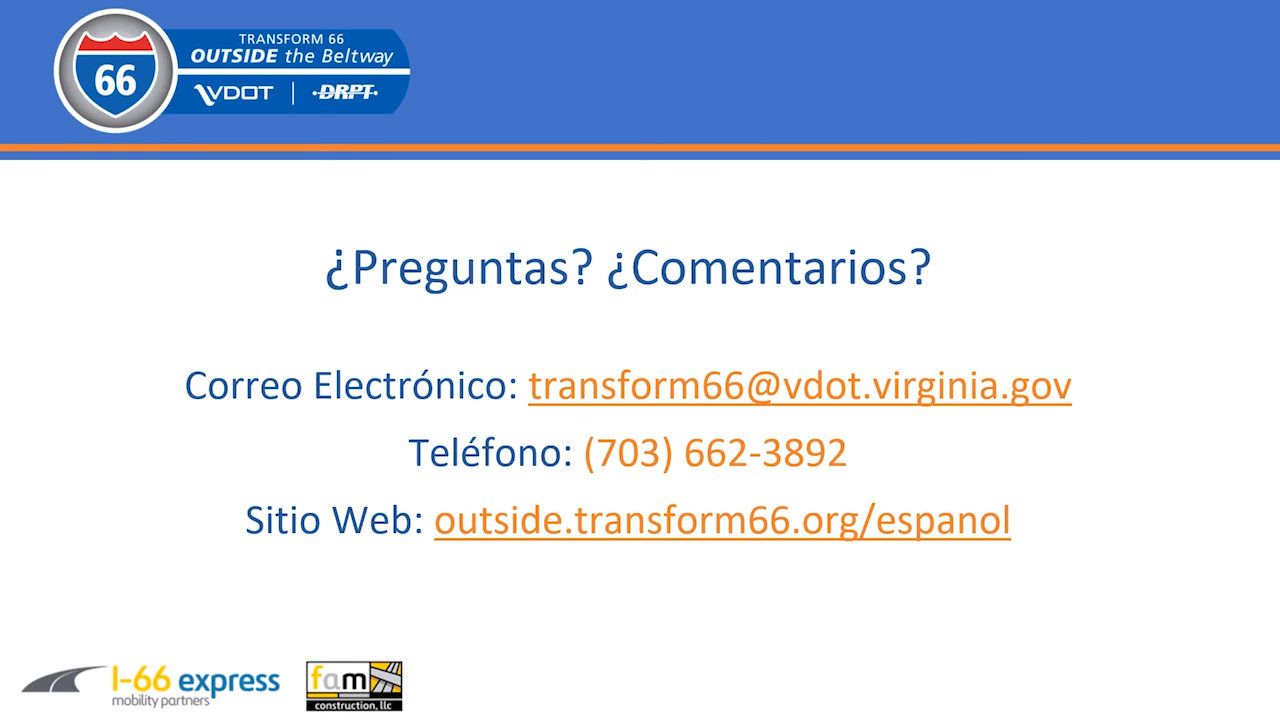 TRANSFORM 66
OUTSIDE the Beltway
66
VDOT | DRPT
¿Preguntas? ¿Comentarios?
Correo Electrónico: transform66@vdot.virginia.gov
Teléfono: (703) 662-3892
Sitio Web: outside.transform66.org/espanol
I-66 express
mobility partners
fam
construction, llc